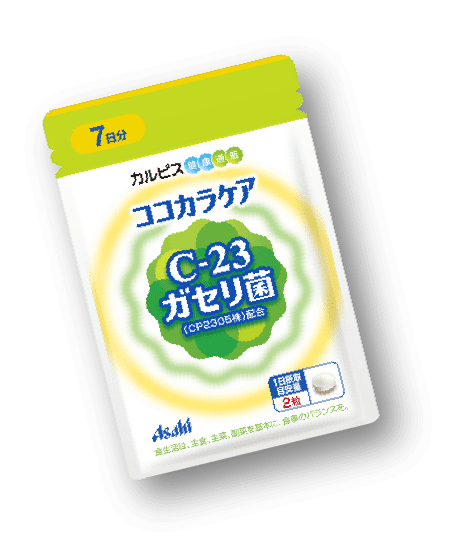 7日分
カルピス健康通販
ココカラケア
C-23
ガセリ菌
(CP2305株)配合
1日摂取
目安量
2粒
Asahi
食生活は、主食、主菜、副菜を基本に、食事のバランスを。